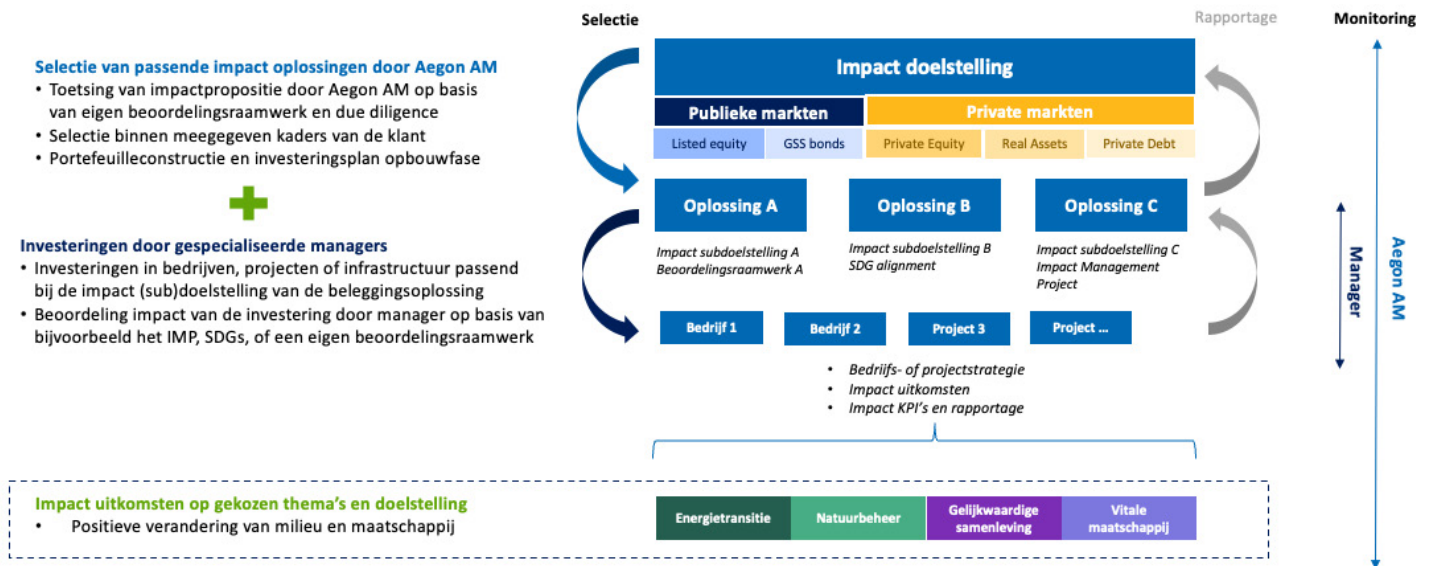 Selectie
Rapportage
Monitoring
Selectie van passende impact oplossingen door Aegon AM
• Toetsing van impactpropositie door Aegon AM op basis
van eigen beoordelingsraamwerk en due diligence
• Selectie binnen meegegeven kaders van de klant
• Portefeuilleconstructie en investeringsplan opbouwfase
Investeringen door gespecialiseerde managers
• Investeringen in bedrijven, projecten of infrastructuur passend
bij de impact (sub)doelstelling van de beleggingsoplossing
• Beoordeling impact van de investering door manager op basis van
bijvoorbeeld het IMP, SDGs, of een eigen beoordelingsraamwerk
Impact doelstelling
Publieke markten
Private markten
Listed equity
GSS bonds
Private Equity
Real Assets
Private Debt
Oplossing A
Oplossing B
Oplossing C
Impact subdoelstelling A
Beoordelingsraamwerk A
Impact subdoelstelling B
SDG alignment
Impact subdoelstelling C
Impact Management
Project
Bedrijf 1
Bedrijf 2
Project 3
Project ...
• Bedrijfs- of projectstrategie
• Impact uitkomsten
• Impact KPI's en rapportage
Manager
Aegon AM
Impact uitkomsten op gekozen thema's en doelstelling
• Positieve verandering van milieu en maatschappij
Energietransitie
Natuurbeheer
Gelijkwaardige
samenleving
Vitale
maatschappij